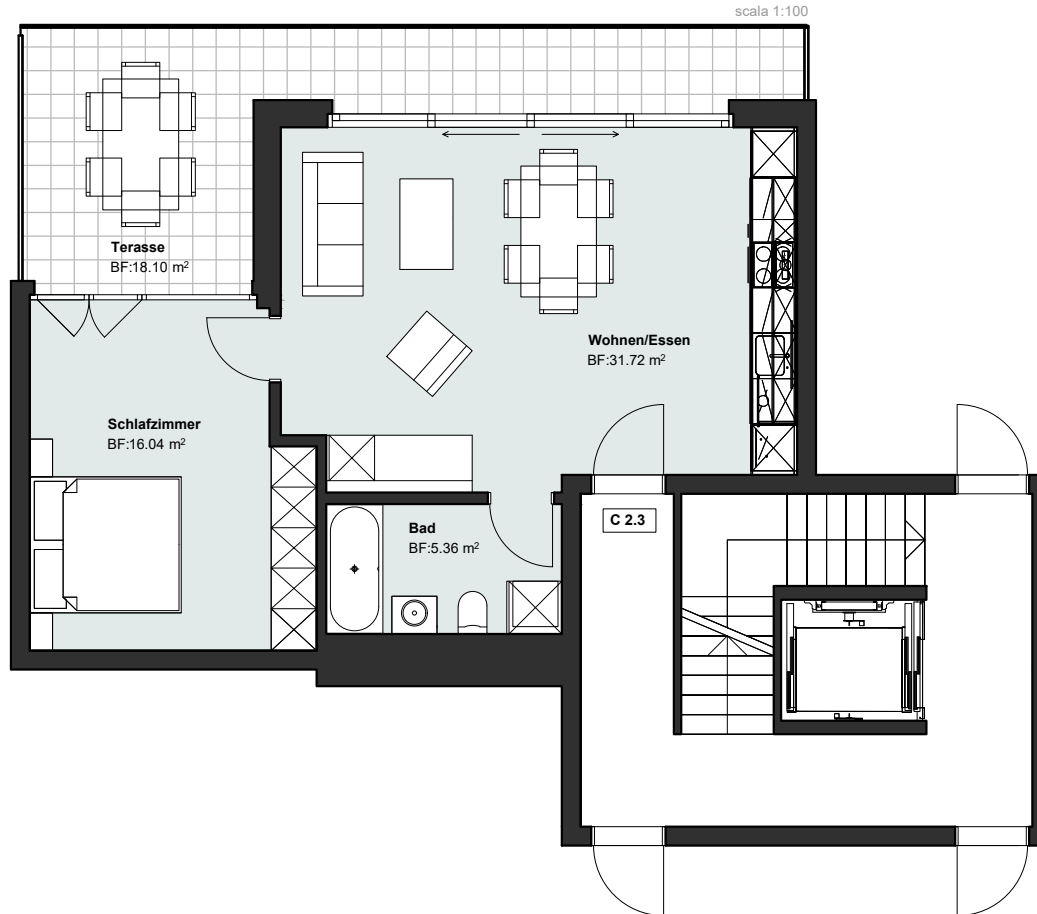 scala 1:100
Terasse
BF:18.10 m²
Wohnen/Essen
BF:31.72 m²
Schlafzimmer
BF:16.04 m²
Bad
BF:5.36 m²
C 2.3